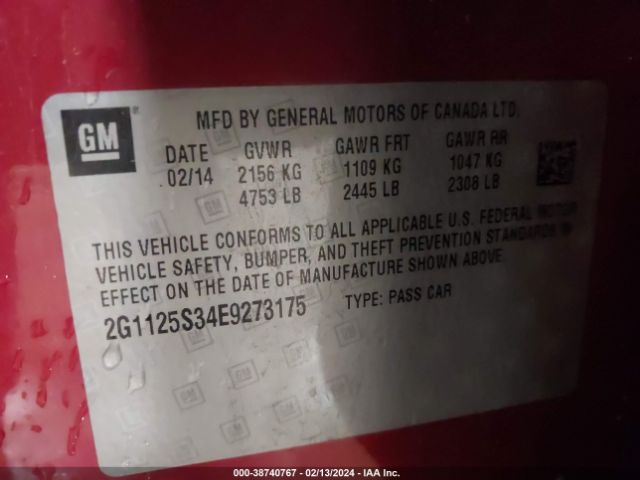 GM
MFD BY GENERAL MOTORS OF CANADA LTD.
DATE GVWR GAWR FRT GAWR RR
02/14 2156 KG 1109 KG 1047 KG
4753 LB 2445 LB 2308 LB
THIS VEHICLE CONFORMS TO ALL APPLICABLE U.S. FEDERAL MOTOR
VEHICLE SAFETY, BUMPER, AND THEFT PREVENTION STANDARDS IN
EFFECT ON THE DATE OF MANUFACTURE SHOWN ABOVE.
2G1125S34E9273175 TYPE: PASS CAR
000-38740767 - 02/13/2024 - IAA Inc.